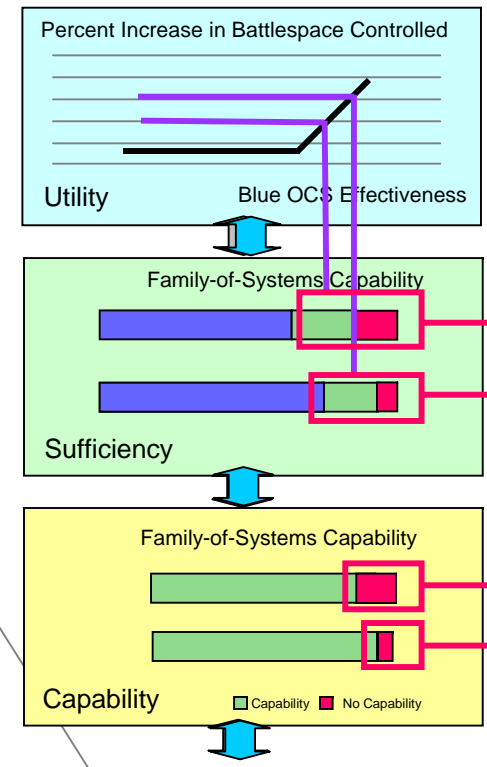 Percent Increase in Battlespace Controlled
Utility
Blue OCS Effectiveness
Family-of-Systems Capability
Sufficiency
Family-of-Systems Capability
Capability
Capability
No Capability